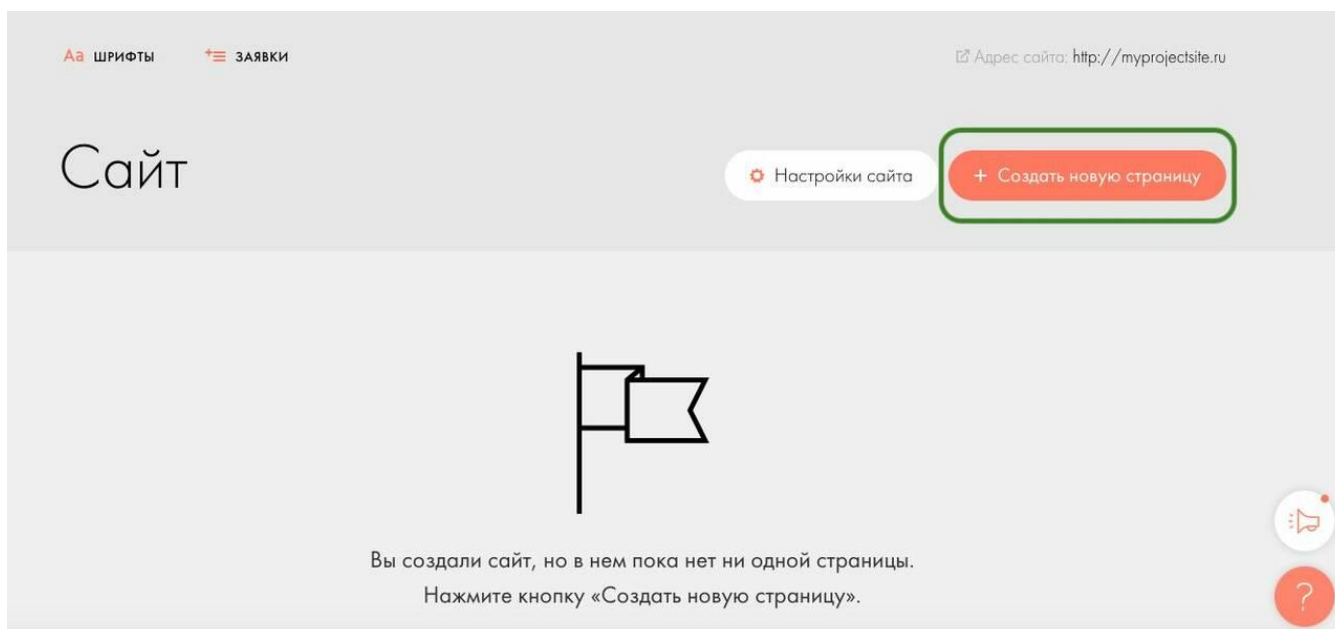 Aa ШРИФТЫ
ЗАЯВКИ
Адрес сайта: http://myprojectsite.ru
Сайт
Настройки сайта
+ Создать новую страницу
Вы создали сайт, но в нем пока нет ни одной страницы.
Нажмите кнопку «Создать новую страницу».
?